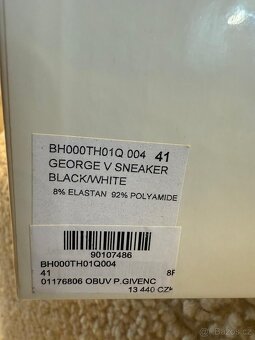 BH000TH01Q 004 41
GEORGE V SNEAKER
BLACK/WHITE
8% ELASTAN 92% POLYAMIDE
90107486
BH000TH01Q004
41 8F
01176806 OBUV P.GIVENC
13 440 CZK